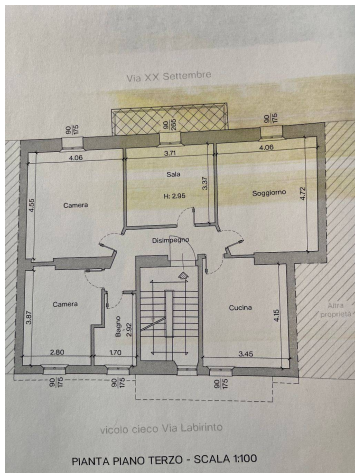 Via XX Settembre
90
175
90
265
90
175
4.06
3.71
4.06
Sala
H: 2.95
3.37
4.55
Camera
Soggiorno
4.72
Disimpegno
Camera
3.87
Bagno
2.92
Cucina
4.15
Altra
proprietà
2.80
1.70
3.45
90
175
90
175
90
175
vicolo cieco Via Labirinto
PIANTA PIANO TERZO - SCALA 1:100